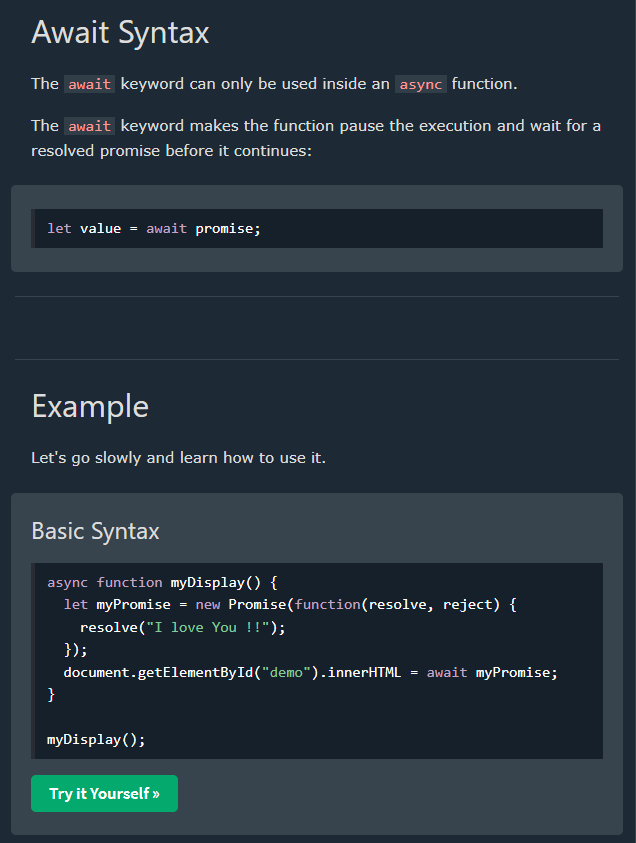 Await Syntax
The await keyword can only be used inside an async function.
The await keyword makes the function pause the execution and wait for a
resolved promise before it continues:
let value = await promise;
Example
Let's go slowly and learn how to use it.
Basic Syntax
async function myDisplay() {
  let myPromise = new Promise(function(resolve, reject) {
    resolve("I love You !!");
  });
  document.getElementById("demo").innerHTML = await myPromise;
}
myDisplay();
Try it Yourself »